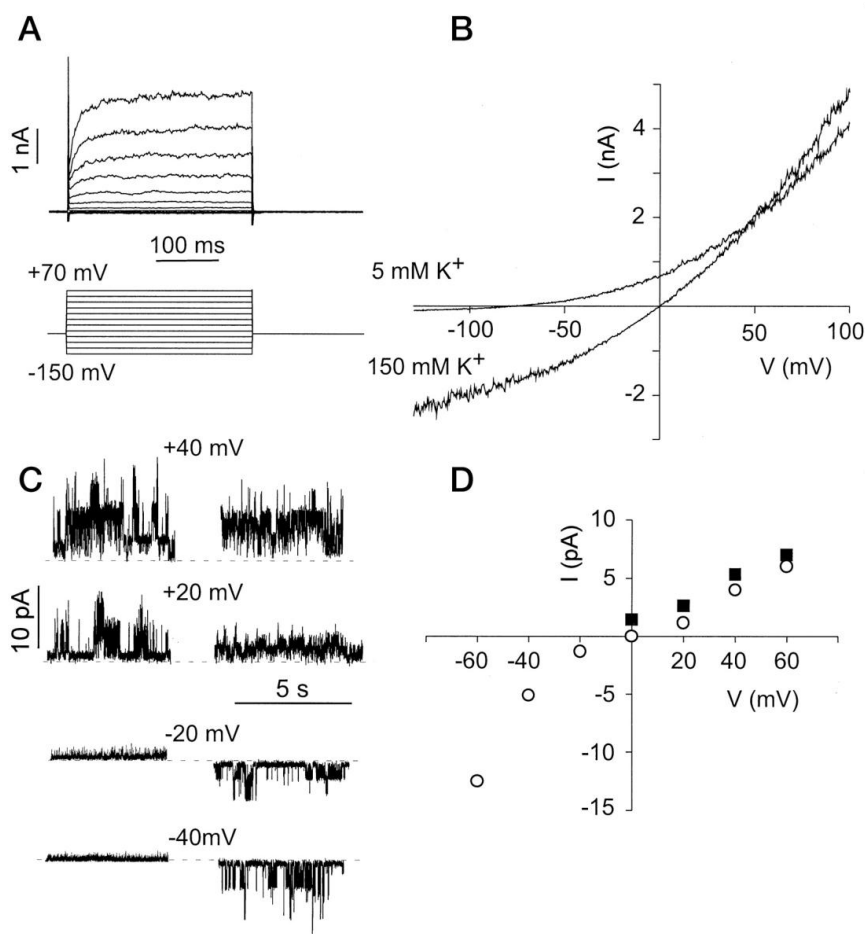 A
1 nA
100 ms
+70 mV
-150 mV
B
I (nA)
4
2
5 mM K⁺
-100
-50
50
100
V (mV)
150 mM K⁺
-2
C
+40 mV
+20 mV
10 pA
5 s
-20 mV
-40mV
D
I (pA)
10
5
-60
-40
-20
20
40
60
V (mV)
-5
-10
-15